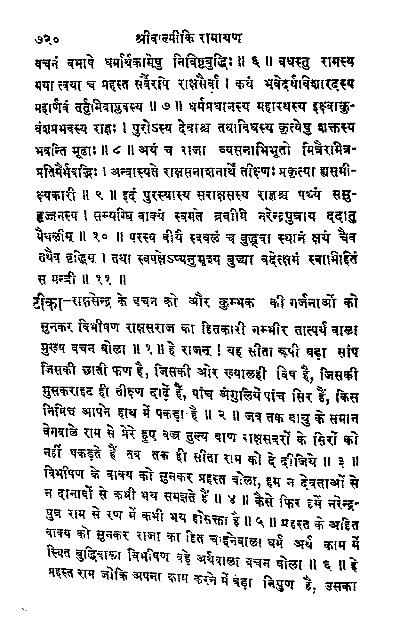 ७२० श्रीवाल्मीकि रामायण
वचनं बभाषे धर्मार्थकामेषु निविष्टबुद्धिः ॥ ६ ॥ वधस्तु रामस्य
मया त्वया च प्रहस्त सर्वैरपि राक्षसैर्वा । कथं भवेदर्थविशारदस्य
महार्णवं तर्तुमिवाप्लवस्य ॥ ७ ॥ धर्मप्रधानस्य महारथस्य इक्ष्वाकु-
वंशप्रभवस्य राज्ञः । पुरोऽस्य देवाश्च तथाविधस्य कृत्येषु शक्तस्य
भवन्ति मूढाः ॥ ८ ॥ अयं च राजा व्यसनाभिभूतो मित्रैरमित्र-
प्रतिमैर्भवद्भिः । अन्वास्यते राक्षसनाशनार्थे तीक्ष्णः प्रकृत्या ह्यसमी-
क्ष्यकारी ॥ ९ ॥ इदं पुरस्यास्य सराक्षसस्य राज्ञश्च पथ्यं ससु-
हृज्जनस्य । सम्यग्घि वाक्यं स्वमतं ब्रवीमि नरेन्द्रपुत्राय ददातु
मैथलीम् ॥ १० ॥ परस्य वीर्यं स्वबलं च बुद्ध्वा स्थानं क्षयं चैव
तथैव वृद्धिम् । तथा स्वपक्षेऽप्यनुमृश्य बुध्या वदेत्क्षमं स्वामिहितं
स मन्त्री ॥ ११ ॥
टीका–राक्षसेन्द्र के वचन को और कुम्भक की गर्जनाओं को
सुनकर विभीषण राक्षसराज का हितकारी गम्भीर तात्पर्य वाला
मुख्य वचन बोला ॥ १ ॥ हे राजन् ! यह सीता रूपी बड़ा सांप
जिसकी छाती फण है, जिसकी ओर ख्यालही विष है, जिसकी
मुसकराहट ही तीक्ष्ण दाढ़ें हैं, पांच अंगुलियें पांच सिर हैं, किस
निमित्त आपने हाथ में पकड़ा है ॥ २ ॥ जब तक वायु के समान
वेगवाले राम से प्रेरे हुए वज्र तुल्य बाण राक्षसवरों के सिरों को
नहीं पकड़ते हैं तब तक ही सीता राम को दे दीजिये ॥ ३ ॥
विभीषण के वाक्य को सुनकर प्रहस्त बोला, हम न देवताओं से
न दानवों से कभी भय समझते हैं ॥ ४ ॥ कैसे फिर हमें नरेन्द्र-
पुत्र राम से रण में कभी भय होसक्ता है ॥ ५ ॥ प्रहस्त के अहित
वाक्य को सुनकर राजा का हित चाहनेवाला धर्म अर्थ काम में
स्थित बुद्धिवाला विभीषण बड़े अर्थवाला वचन बोला ॥ ६ ॥ हे
प्रहस्त राम जोकि अपना काम करने में बड़ा निपुण है, उसका